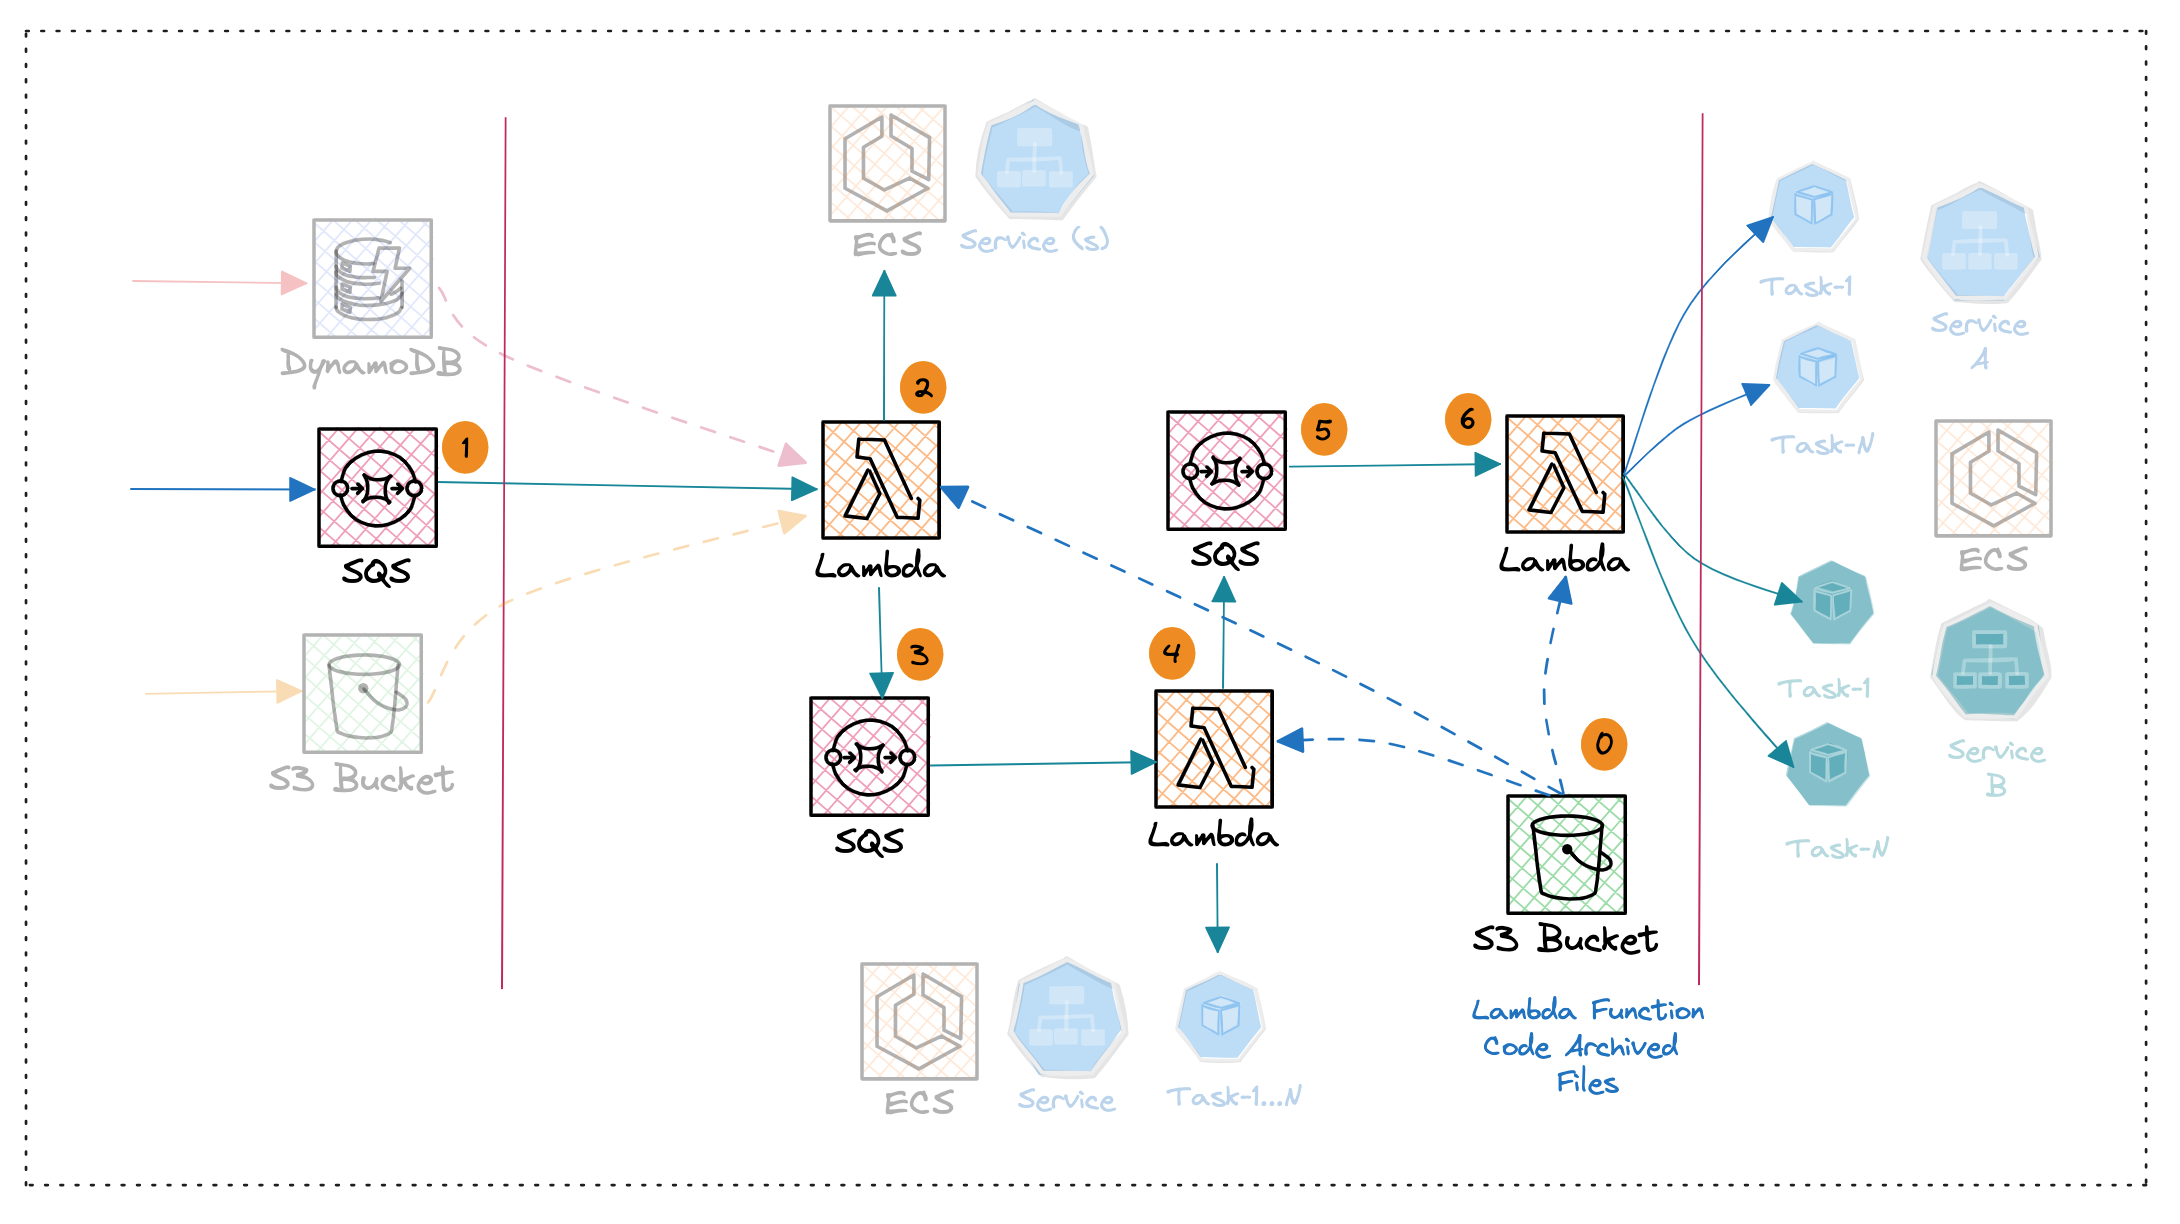 ECS
Service (s)
Task-1
Service
A
DynamoDB
2
Task-N
1
5
6
SQS
Lambda
SQS
Lambda
ECS
3
4
Task-1
0
Service
B
S3 Bucket
SQS
Lambda
Task-N
S3 Bucket
Lambda Function
Code Archived
Files
ECS
Service
Task-1...N